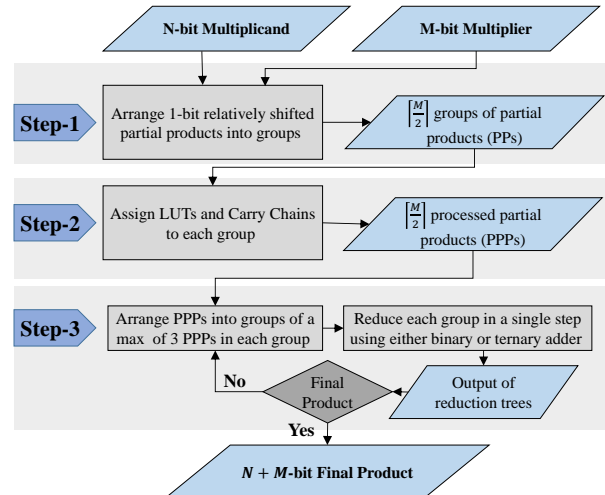 N-bit Multiplicand
M-bit Multiplier
Step-1
Arrange 1-bit relatively shifted
partial products into groups
⌈M/2⌉ groups of partial
products (PPs)
Step-2
Assign LUTs and Carry Chains
to each group
⌈M/2⌉ processed partial
products (PPPs)
Step-3
Arrange PPPs into groups of a
max of 3 PPPs in each group
Reduce each group in a single step
using either binary or ternary adder
No
Final
Product
Output of
reduction trees
Yes
N + M-bit Final Product